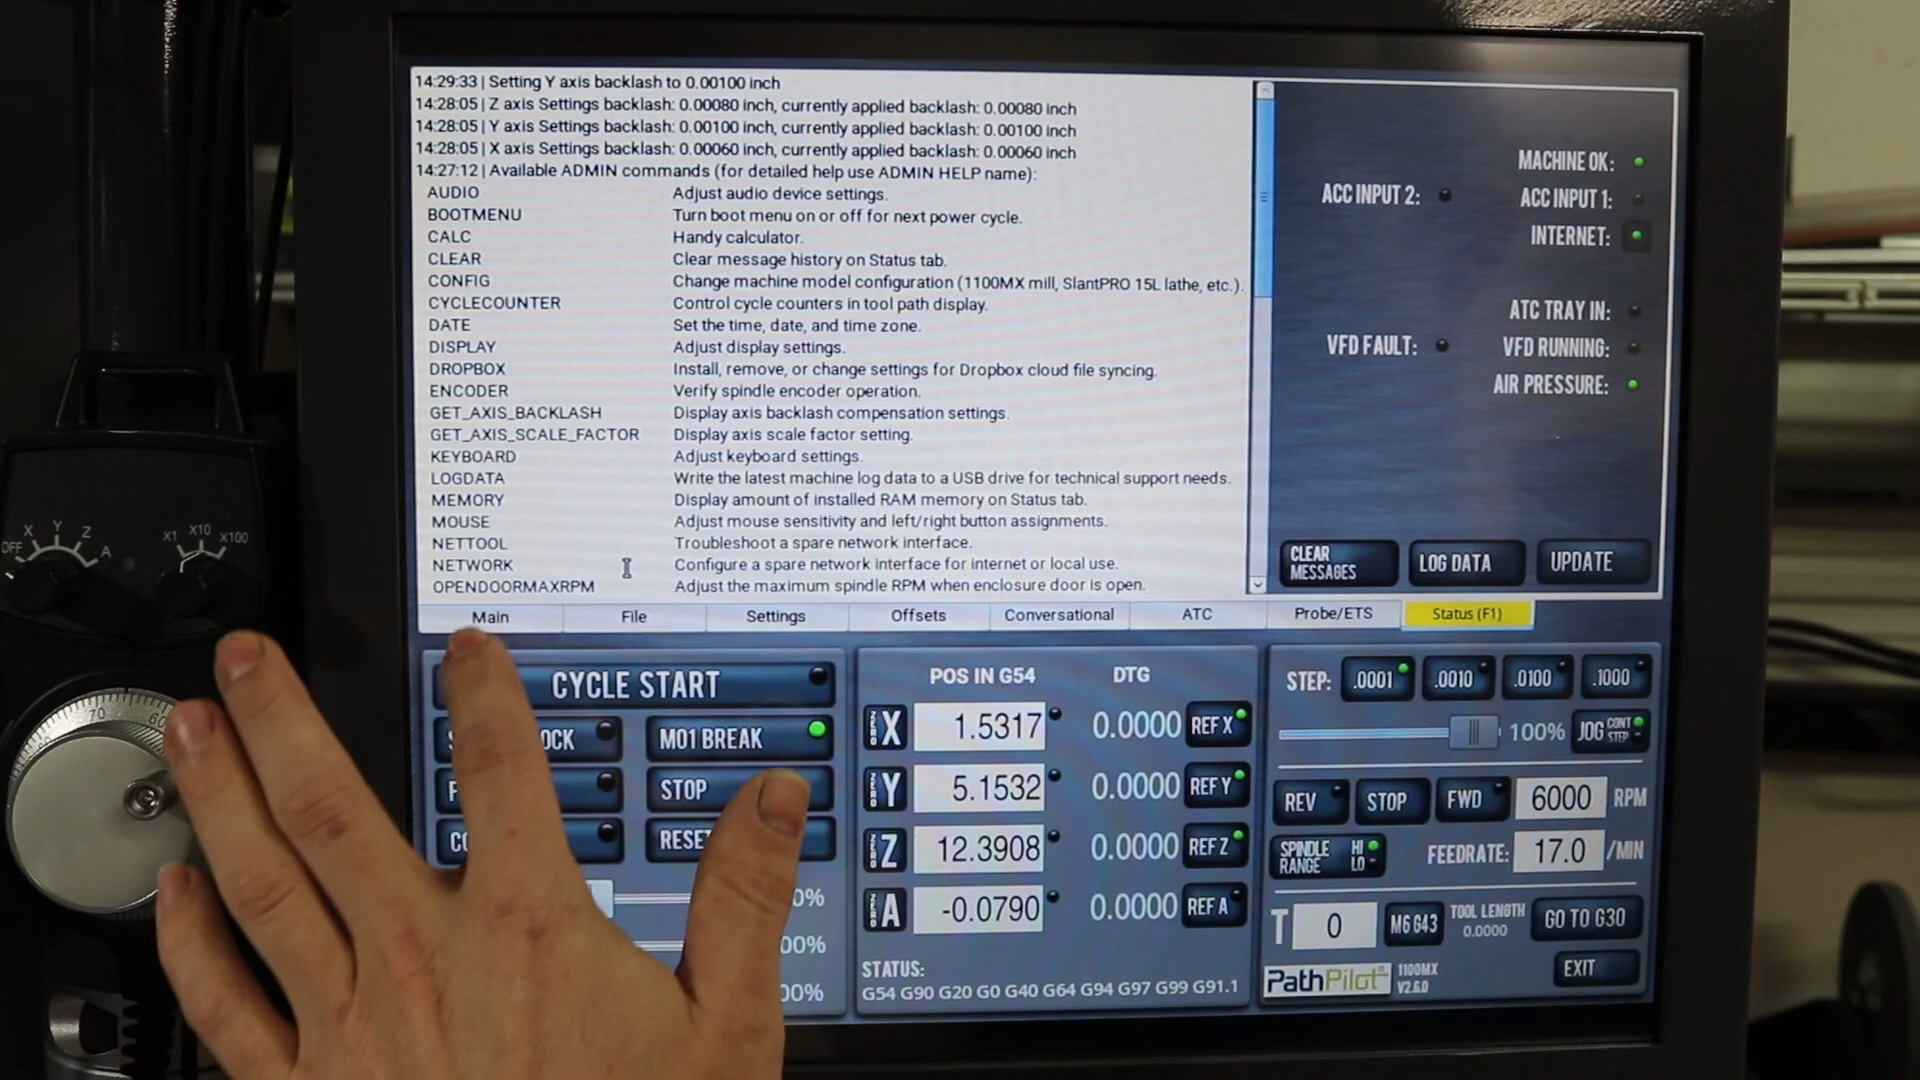 14:29:33 | Setting Y axis backlash to 0.00100 inch
14:28:05 | Z axis Settings backlash: 0.00080 inch, currently applied backlash: 0.00080 inch
14:28:05 | Y axis Settings backlash: 0.00100 inch, currently applied backlash: 0.00100 inch
14:28:05 | X axis Settings backlash: 0.00060 inch, currently applied backlash: 0.00060 inch
14:27:12 | Available ADMIN commands (for detailed help use ADMIN HELP name):
AUDIO Adjust audio device settings.
BOOTMENU Turn boot menu on or off for next power cycle.
CALC Handy calculator.
CLEAR Clear message history on Status tab.
CONFIG Change machine model configuration (1100MX mill, SlantPRO 15L lathe, etc.).
CYCLECOUNTER Control cycle counters in tool path display.
DATE Set the time, date, and time zone.
DISPLAY Adjust display settings.
DROPBOX Install, remove, or change settings for Dropbox cloud file syncing.
ENCODER Verify spindle encoder operation.
GET_AXIS_BACKLASH Display axis backlash compensation settings.
GET_AXIS_SCALE_FACTOR Display axis scale factor setting.
KEYBOARD Adjust keyboard settings.
LOGDATA Write the latest machine log data to a USB drive for technical support needs.
MEMORY Display amount of installed RAM memory on Status tab.
MOUSE Adjust mouse sensitivity and left/right button assignments.
NETTOOL Troubleshoot a spare network interface.
NETWORK Configure a spare network interface for internet or local use.
OPENDOORMAXRPM Adjust the maximum spindle RPM when enclosure door is open.
MACHINE OK:
ACC INPUT 2: ACC INPUT 1:
INTERNET:
ATC TRAY IN:
VFD FAULT: VFD RUNNING:
AIR PRESSURE:
CLEAR MESSAGES LOG DATA UPDATE
Main File Settings Offsets Conversational ATC Probe/ETS Status (F1)
CYCLE START
M01 BREAK
STOP
POS IN G54 DTG
ZERO X 1.5317 0.0000 REF X
ZERO Y 5.1532 0.0000 REF Y
ZERO Z 12.3908 0.0000 REF Z
ZERO A -0.0790 0.0000 REF A
STATUS:
G54 G90 G20 G0 G40 G64 G94 G97 G99 G91.1
STEP: .0001 .0010 .0100 .1000
100% JOG CONT STEP
REV STOP FWD 6000 RPM
SPINDLE RANGE HI LO FEEDRATE: 17.0 /MIN
T 0 M6 G43 TOOL LENGTH 0.0000 GO TO G30
PathPilot 1100MX V2.6.0 EXIT
OFF X Y Z A
X1 X10 X100
70 60